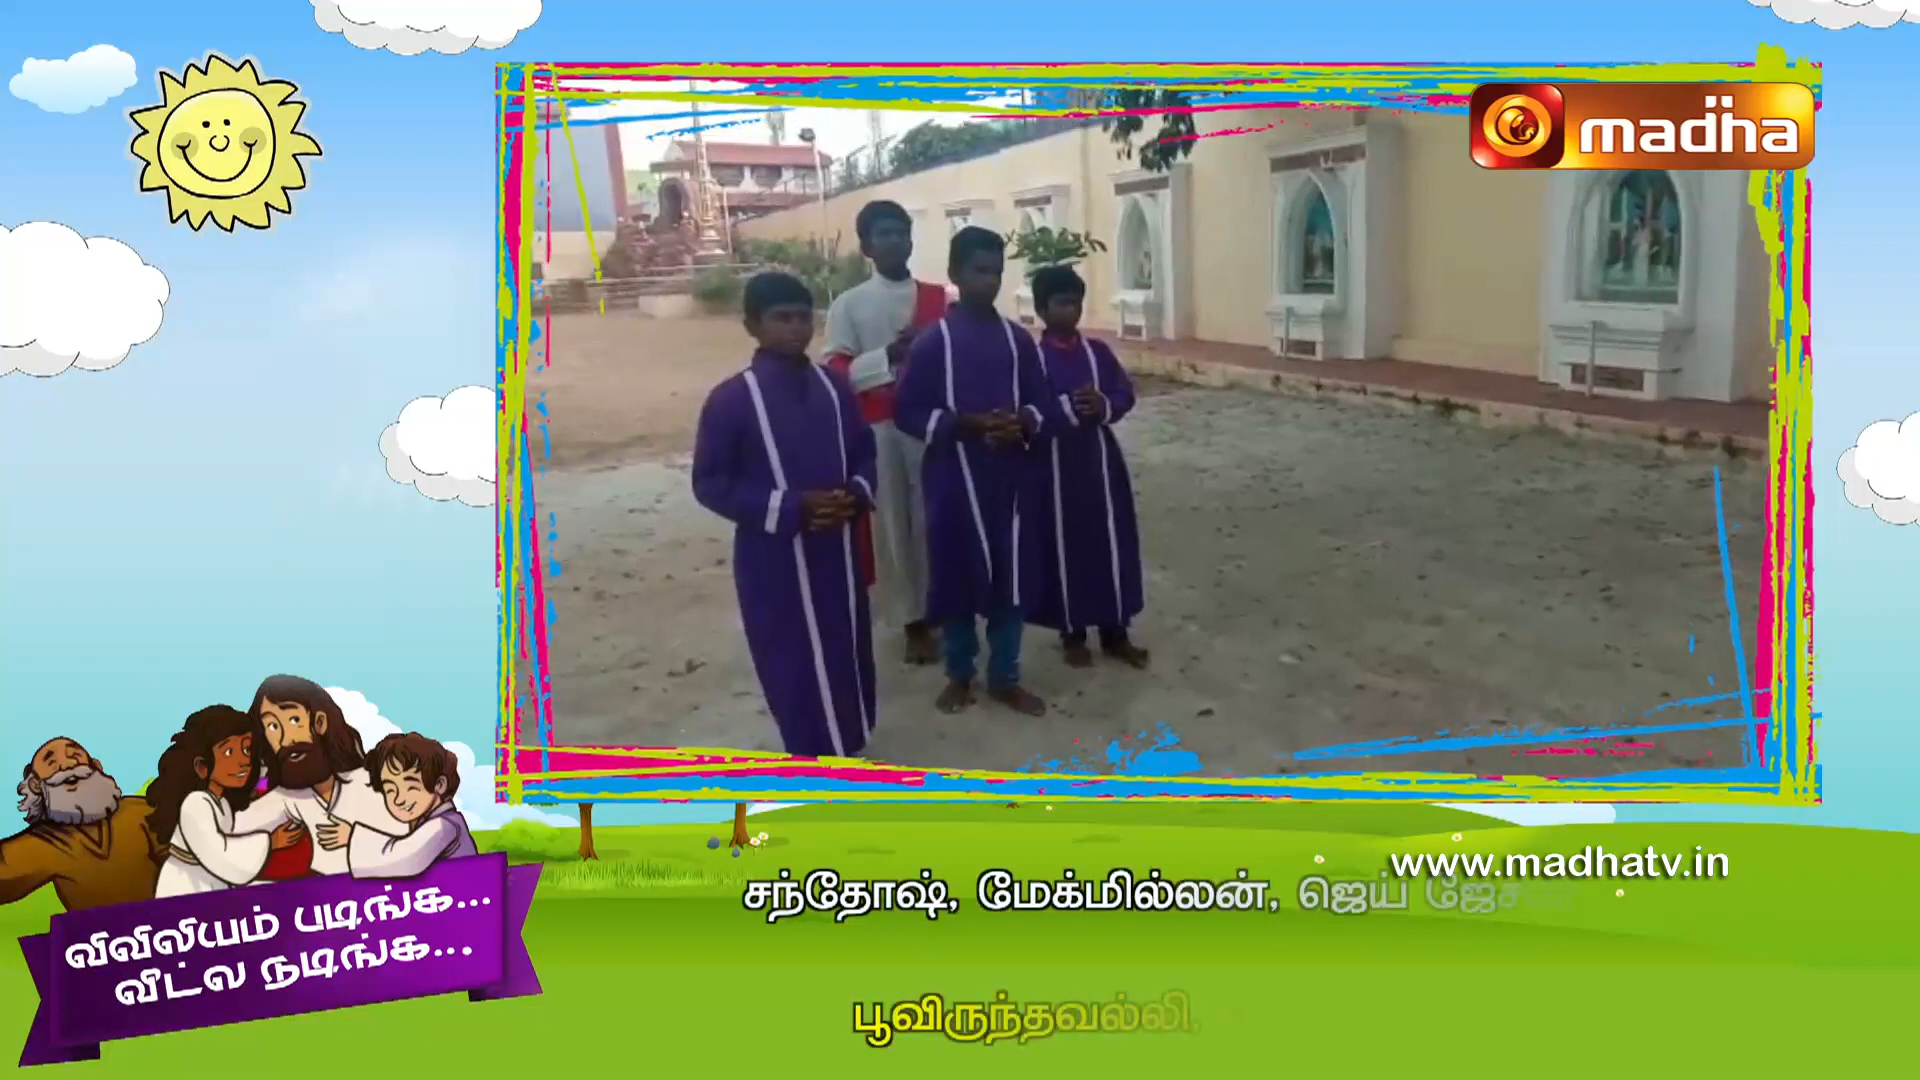 madha
www.madhatv.in
சந்தோஷ், மேக்மில்லன், ஜெய்
பூவிருந்தவல்லி,
விவிலியம் படிங்க...
வீட்ல நடிங்க...